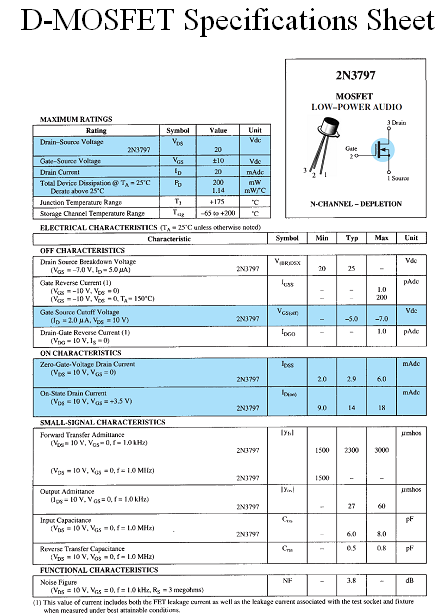 D-MOSFET Specifications Sheet
2N3797
MOSFET
LOW–POWER AUDIO
3 Drain
Gate
2
1 Source
3 2 1
N-CHANNEL – DEPLETION
MAXIMUM RATINGS
Rating Symbol Value Unit
Drain–Source Voltage VDS Vdc
2N3797 20
Gate–Source Voltage VGS ±10 Vdc
Drain Current ID 20 mAdc
Total Device Dissipation @ TA = 25°C PD 200 mW
Derate above 25°C 1.14 mW/°C
Junction Temperature Range TJ +175 °C
Storage Channel Temperature Range Tstg –65 to +200 °C
ELECTRICAL CHARACTERISTICS (TA = 25°C unless otherwise noted)
Characteristic Symbol Min Typ Max Unit
OFF CHARACTERISTICS
Drain Source Breakdown Voltage V(BR)DSX Vdc
(VGS = –7.0 V, ID = 5.0 μA) 2N3797 20 25 –
Gate Reverse Current (1) IGSS pAdc
(VGS = –10 V, VDS = 0) – – 1.0
(VGS = –10 V, VDS = 0, TA = 150°C) – – 200
Gate Source Cutoff Voltage VGS(off) Vdc
(ID = 2.0 μA, VDS = 10 V) 2N3797 – –5.0 –7.0
Drain-Gate Reverse Current (1) IDGO – – 1.0 pAdc
(VDG = 10 V, IS = 0)
ON CHARACTERISTICS
Zero-Gate-Voltage Drain Current IDSS mAdc
(VDS = 10 V, VGS = 0)
2N3797 2.0 2.9 6.0
On-State Drain Current ID(on) mAdc
(VDS = 10 V, VGS = +3.5 V)
2N3797 9.0 14 18
SMALL-SIGNAL CHARACTERISTICS
Forward Transfer Admittance |yfs| μmhos
(VDS = 10 V, VGS = 0, f = 1.0 kHz)
2N3797 1500 2300 3000
(VDS = 10 V, VGS = 0, f = 1.0 MHz)
2N3797 1500 – –
Output Admittance |yos| μmhos
(IDS = 10 V, VGS = 0, f = 1.0 kHz)
2N3797 – 27 60
Input Capacitance Ciss pF
(VDS = 10 V, VGS = 0, f = 1.0 MHz)
2N3797 – 6.0 8.0
Reverse Transfer Capacitance Crss – 0.5 0.8 pF
(VDS = 10 V, VGS = 0, f = 1.0 MHz)
FUNCTIONAL CHARACTERISTICS
Noise Figure NF – 3.8 – dB
(VDS = 10 V, VGS = 0, f = 1.0 kHz, RS = 3 megohms)
(1) This value of current includes both the FET leakage current as well as the leakage current associated with the test socket and fixture
when measured under best attainable conditions.